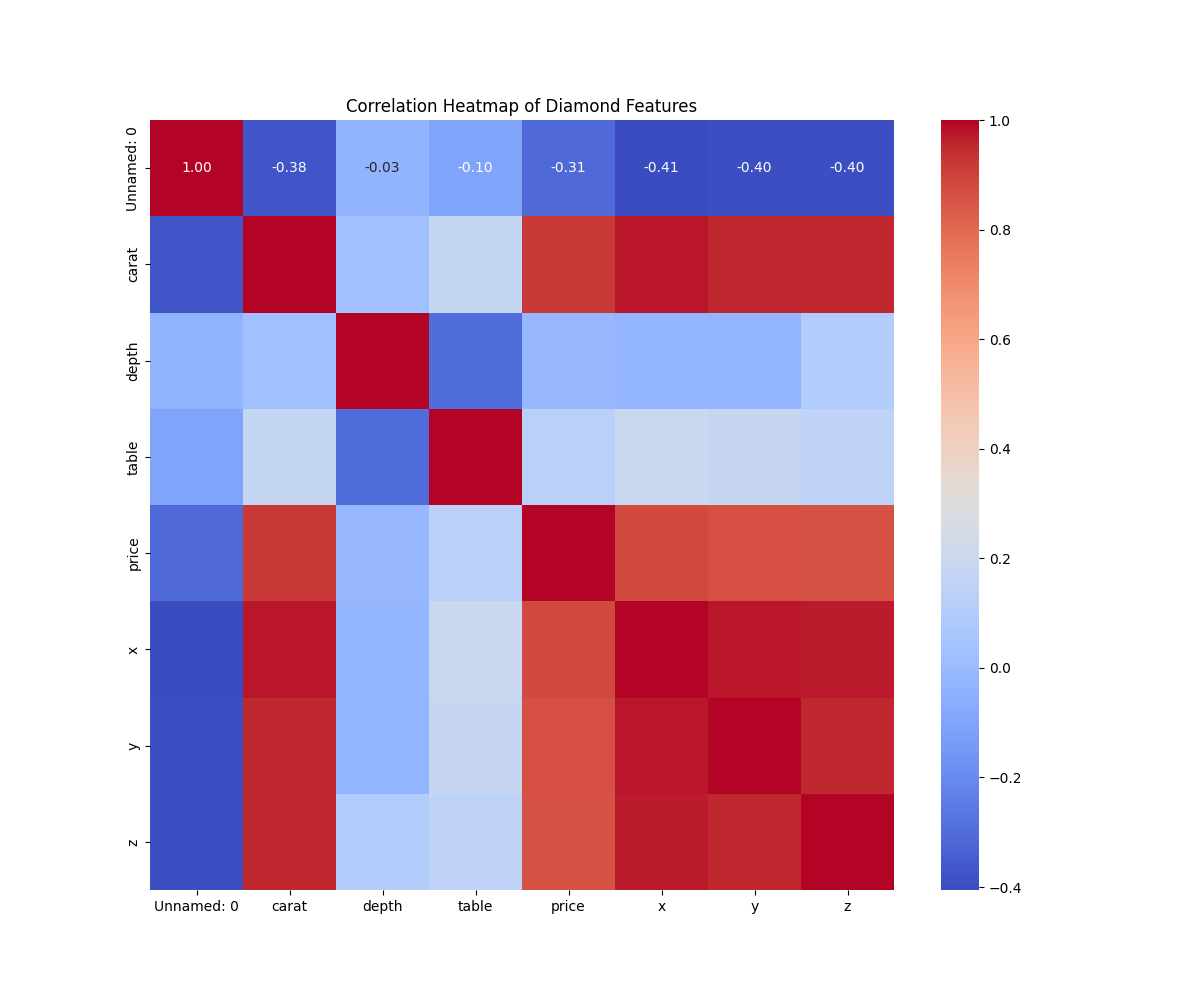 Correlation Heatmap of Diamond Features
Unnamed: 0
1.00 -0.38 -0.03 -0.10 -0.31 -0.41 -0.40 -0.40
carat
depth
table
price
x
y
z
Unnamed: 0 carat depth table price x y z
1.0
0.8
0.6
0.4
0.2
0.0
−0.2
−0.4